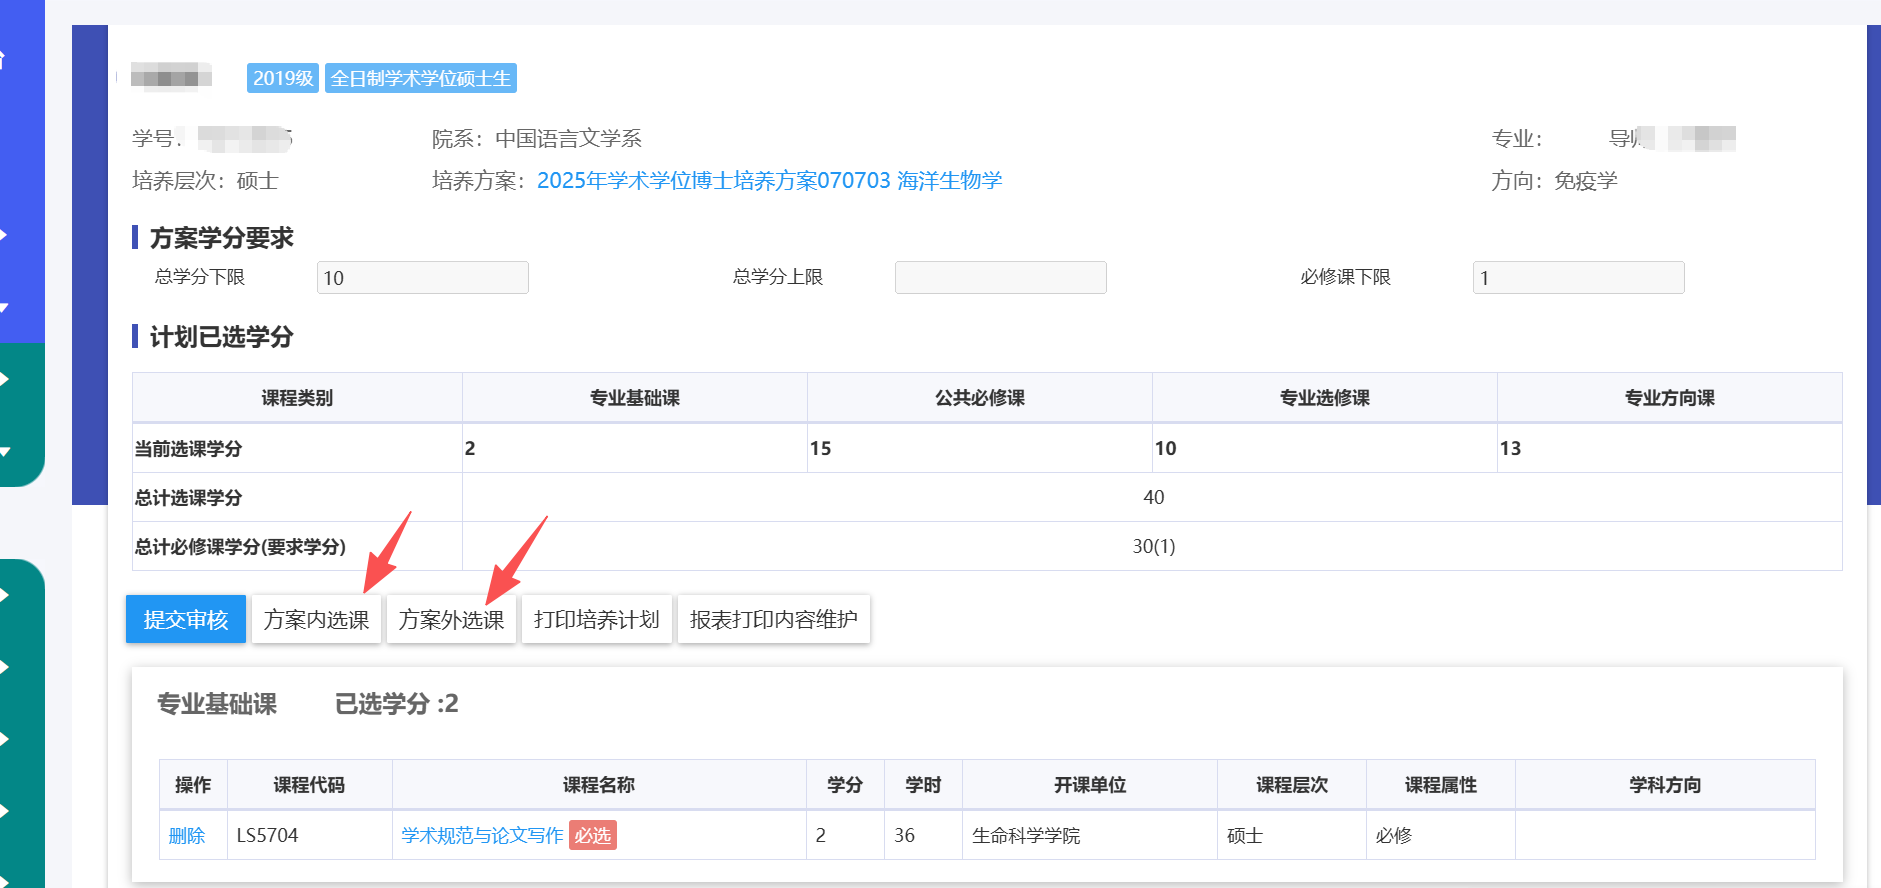 2019级 全日制学术学位硕士生
学号: 院系：中国语言文学系 专业： 导师
培养层次：硕士 培养方案：2025年学术学位博士培养方案070703 海洋生物学 方向：免疫学
方案学分要求
总学分下限 10 总学分上限 必修课下限 1
计划已选学分
课程类别 专业基础课 公共必修课 专业选修课 专业方向课
当前选课学分 2 15 10 13
总计选课学分 40
总计必修课学分(要求学分) 30(1)
提交审核 方案内选课 方案外选课 打印培养计划 报表打印内容维护
专业基础课 已选学分 :2
操作 课程代码 课程名称 学分 学时 开课单位 课程层次 课程属性 学科方向
删除 LS5704 学术规范与论文写作 必选 2 36 生命科学学院 硕士 必修